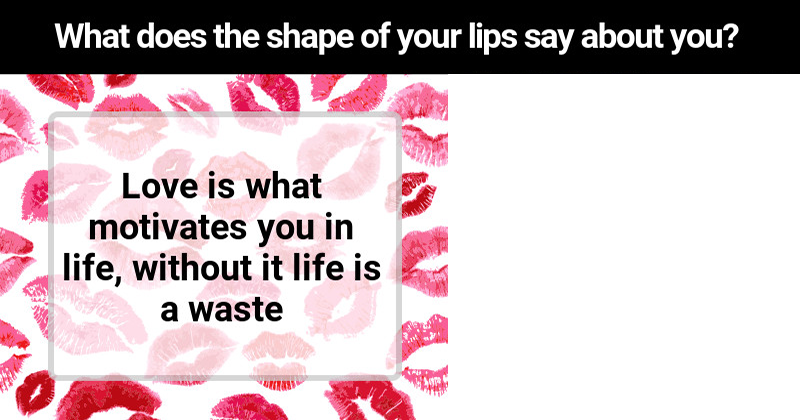 What does the shape of your lips say about you?
Love is what
motivates you in
life, without it life is
a waste